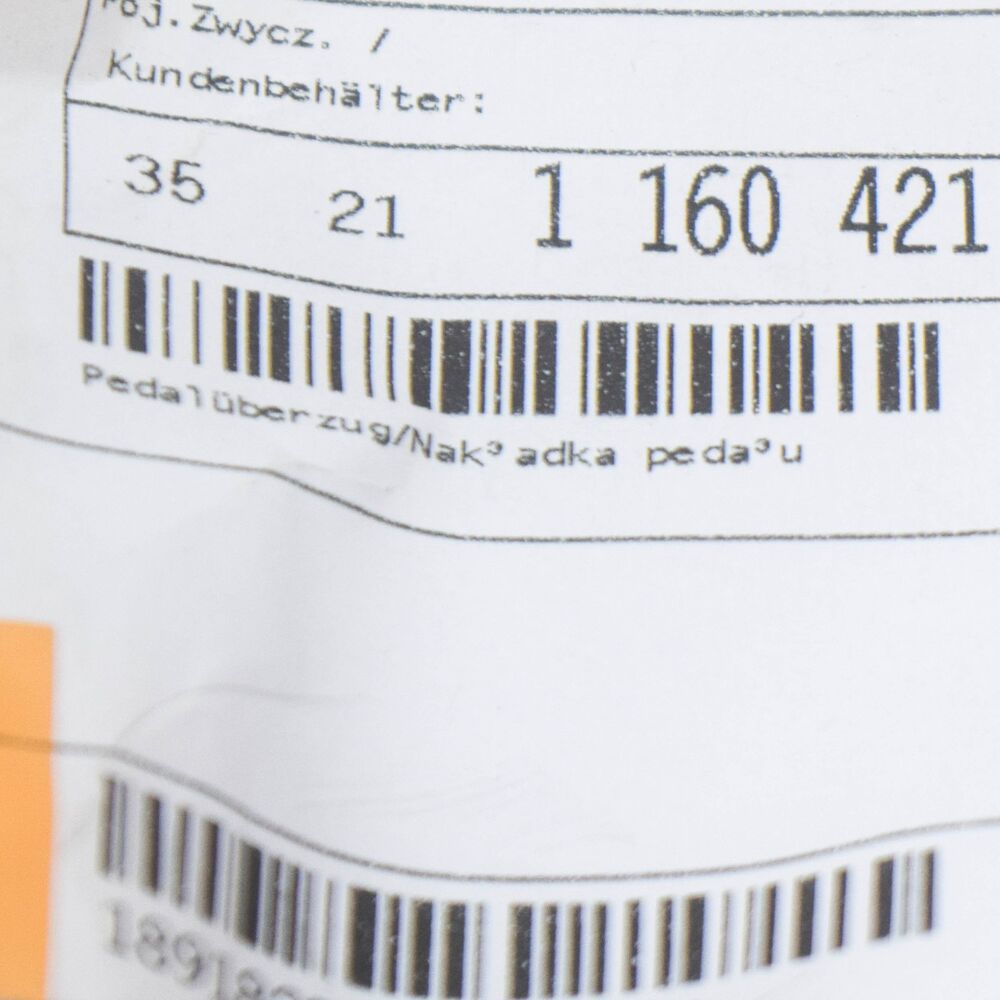 Poj.Zwycz. /
Kundenbehälter:
35 21 1 160 421
Pedalüberzug/Nak³adka peda³u